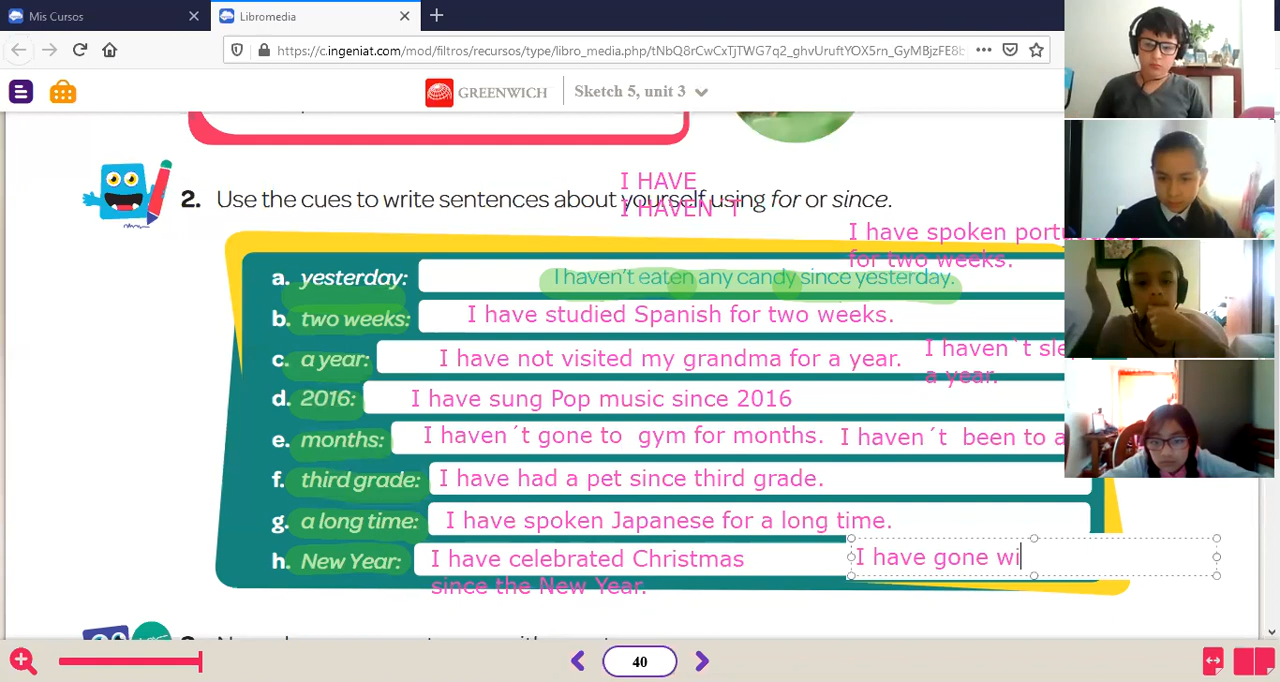 Mis Cursos
Libromedia
https://c.ingeniat.com/mod/filtros/recursos/type/libro_media.php/tNbQ8rCwCxTjTWG7q2_ghvUruftYOX5rn_GyMBjzFE8b
GREENWICH
Sketch 5, unit 3
I HAVE
2. Use the cues to write sentences about yourself using for or since.
I HAVEN´T
I have spoken
for two weeks.
a. yesterday: I haven't eaten any candy since yesterday.
b. two weeks: I have studied Spanish for two weeks.
c. a year: I have not visited my grandma for a year.
I haven`t
a year.
d. 2016: I have sung Pop music since 2016
e. months: I haven´t gone to gym for months. I haven´t been to a
f. third grade: I have had a pet since third grade.
g. a long time: I have spoken Japanese for a long time.
h. New Year: I have celebrated Christmas
since the New Year.
I have gone wi
40